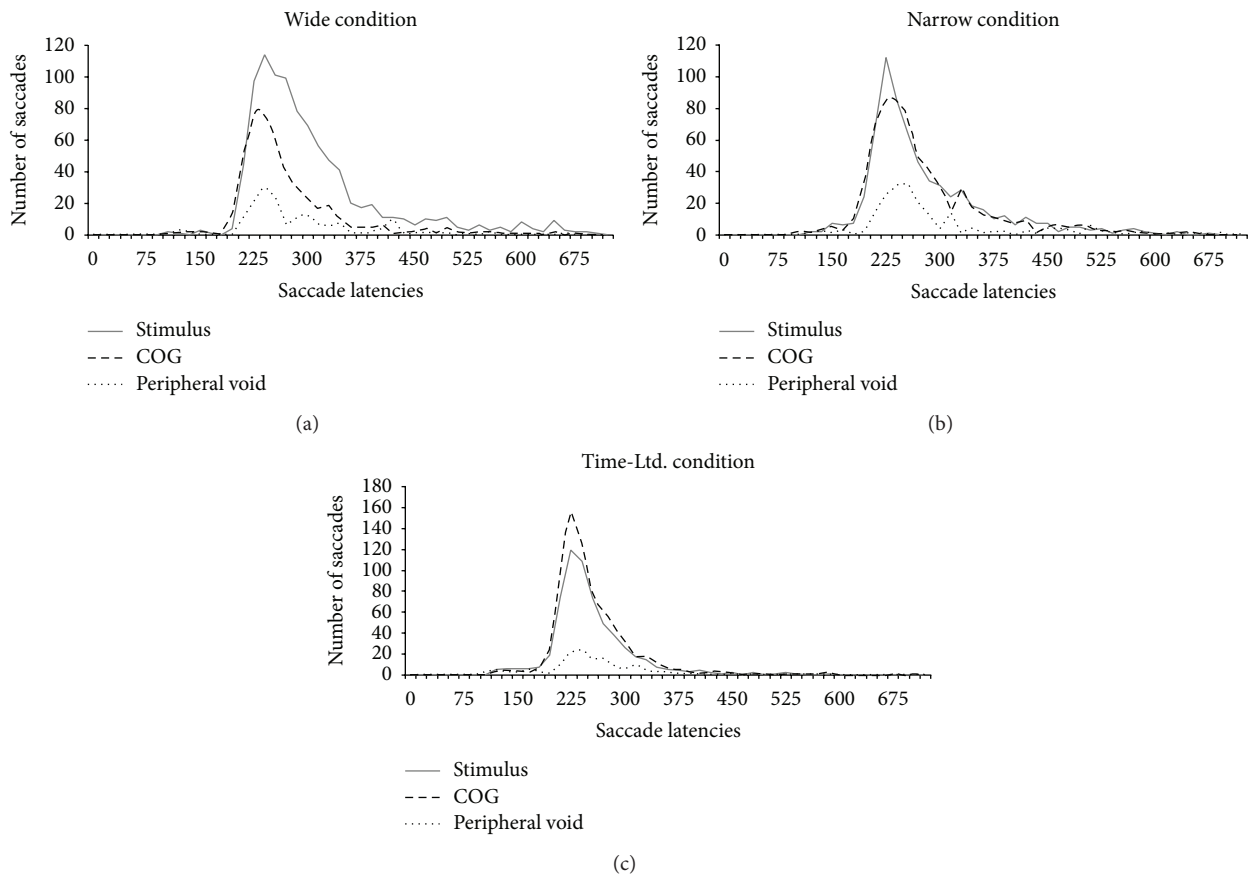 Wide condition
Number of saccades
120
100
80
60
40
20
0
0 75 150 225 300 375 450 525 600 675
Saccade latencies
Stimulus
COG
Peripheral void
(a)
Narrow condition
Number of saccades
120
100
80
60
40
20
0
0 75 150 225 300 375 450 525 600 675
Saccade latencies
Stimulus
COG
Peripheral void
(b)
Time-Ltd. condition
Number of saccades
180
160
140
120
100
80
60
40
20
0
0 75 150 225 300 375 450 525 600 675
Saccade latencies
Stimulus
COG
Peripheral void
(c)